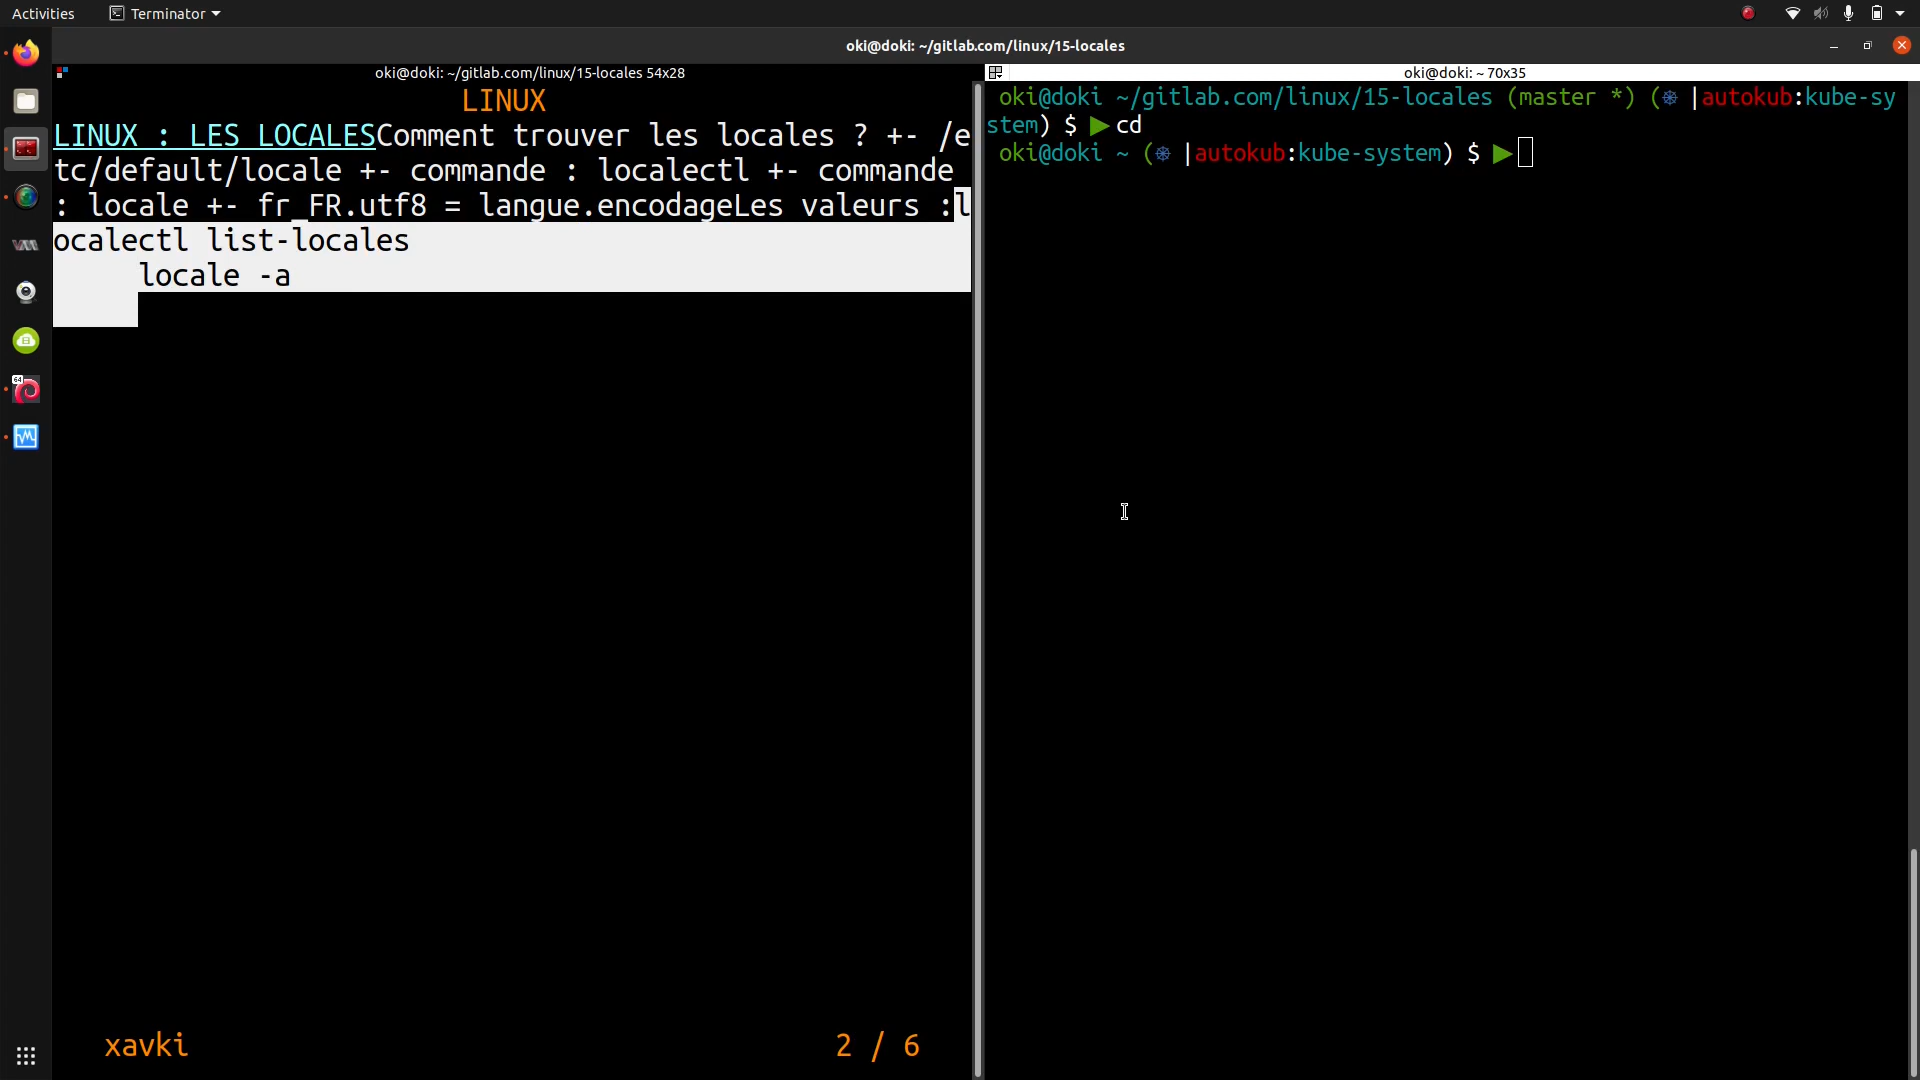 Activities
Terminator
oki@doki: ~/gitlab.com/linux/15-locales
oki@doki: ~/gitlab.com/linux/15-locales 54x28
LINUX
LINUX : LES LOCALESComment trouver les locales ? +- /e
tc/default/locale +- commande : localectl +- commande
: locale +- fr_FR.utf8 = langue.encodageLes valeurs :l
ocalectl list-locales
locale -a
xavki
2 / 6
oki@doki: ~ 70x35
oki@doki ~/gitlab.com/linux/15-locales (master *) (⎈ |autokub:kube-sy
stem) $ ▶cd
oki@doki ~ (⎈ |autokub:kube-system) $ ▶
64